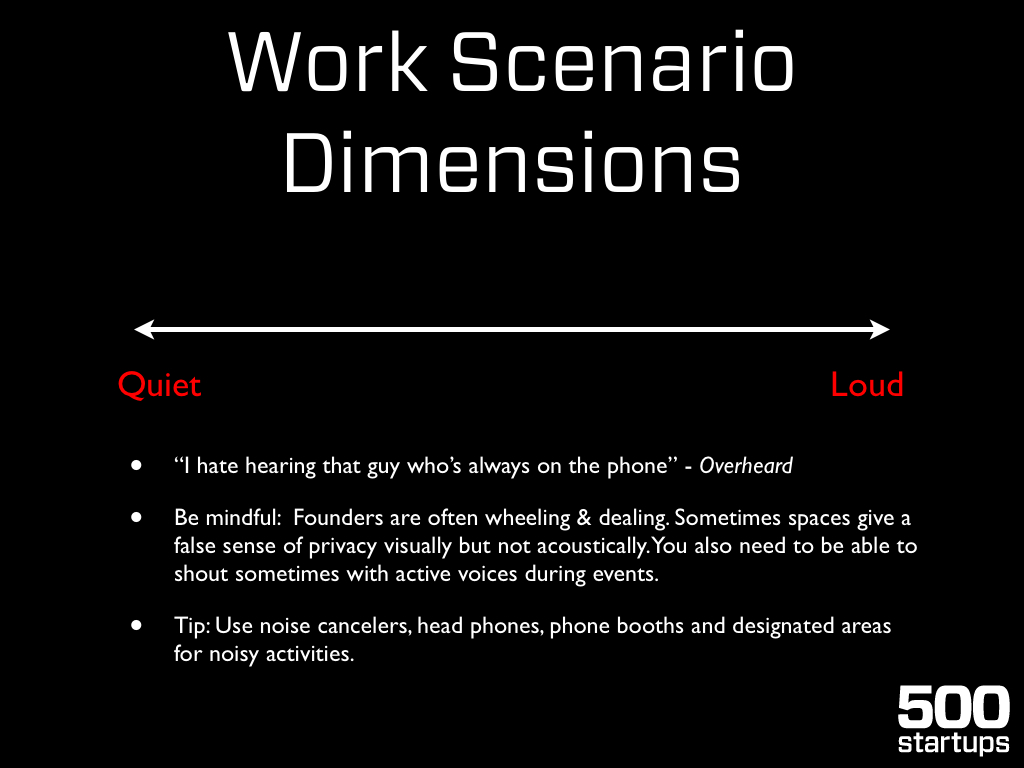 Work Scenario
Dimensions
Quiet
Loud
• “I hate hearing that guy who’s always on the phone” - Overheard
• Be mindful:  Founders are often wheeling & dealing. Sometimes spaces give a
false sense of privacy visually but not acoustically. You also need to be able to
shout sometimes with active voices during events.
• Tip: Use noise cancelers, head phones, phone booths and designated areas
for noisy activities.
500
startups